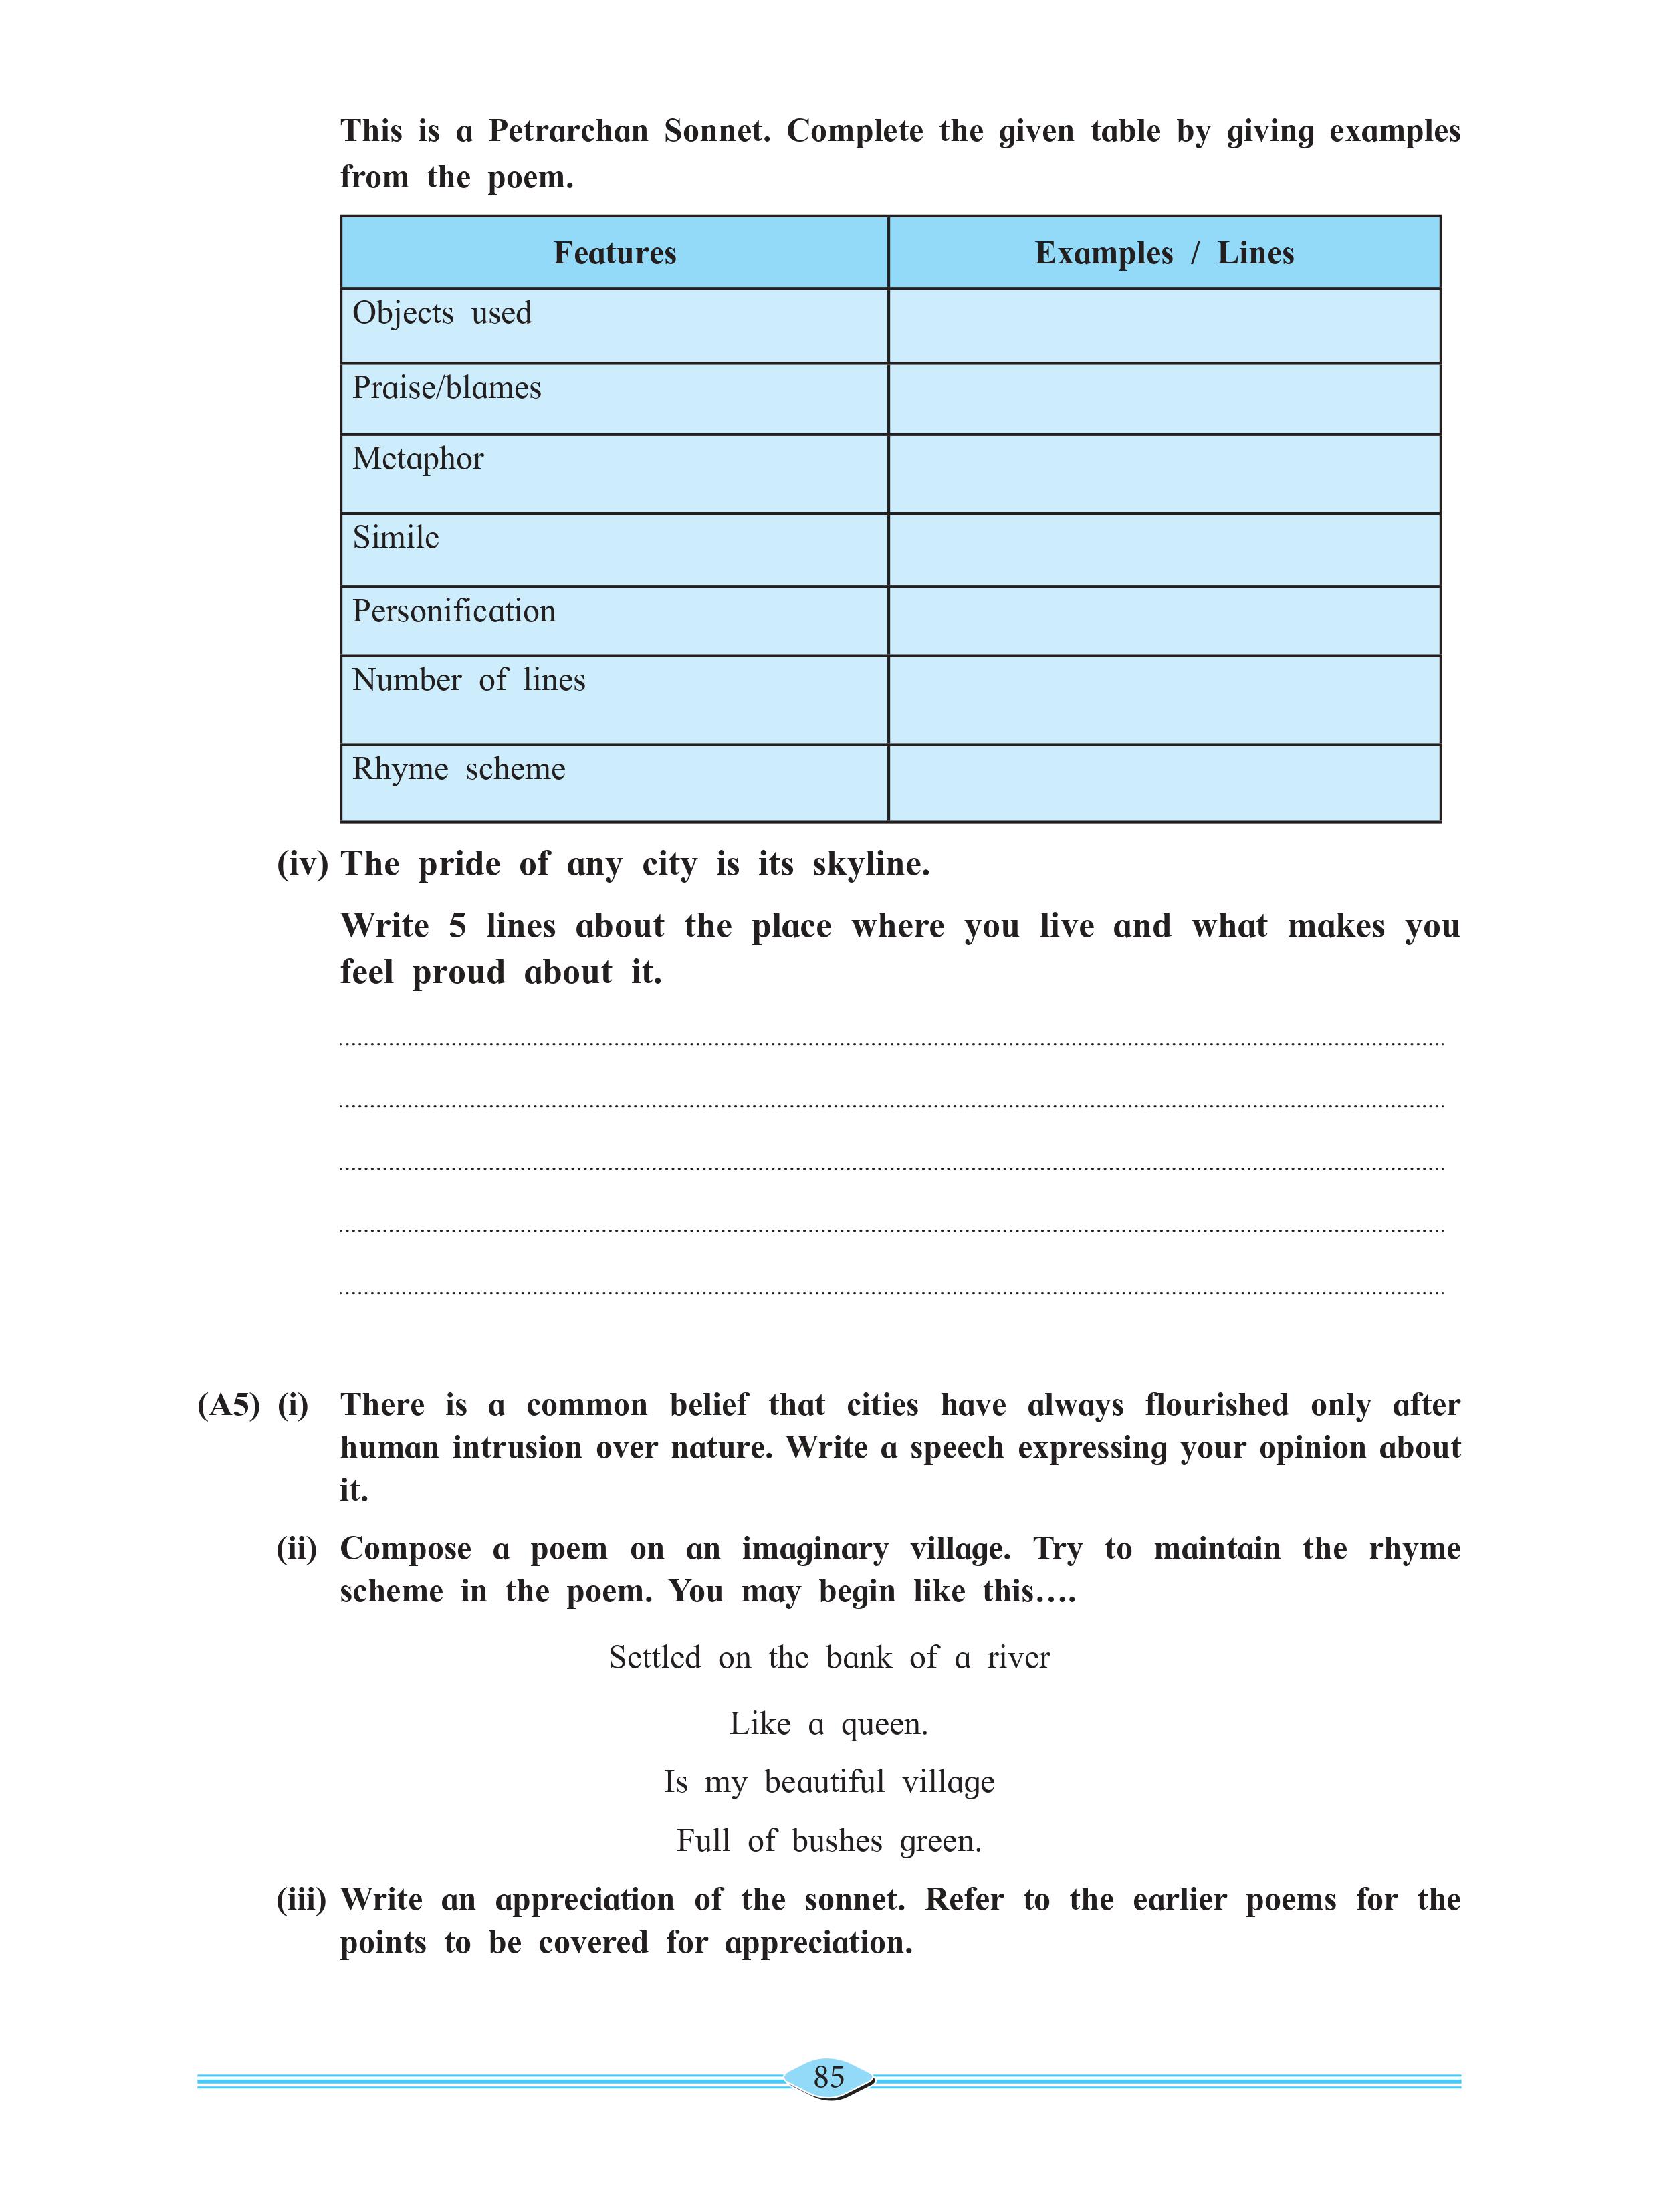 This is a Petrarchan Sonnet. Complete the given table by giving examples
from the poem.
Features
Examples / Lines
Objects used
Praise/blames
Metaphor
Simile
Personification
Number of lines
Rhyme scheme
(iv) The pride of any city is its skyline.
Write 5 lines about the place where you live and what makes you
feel proud about it.
(A5) (i) There is a common belief that cities have always flourished only after
human intrusion over nature. Write a speech expressing your opinion about
it.
(ii) Compose a poem on an imaginary village. Try to maintain the rhyme
scheme in the poem. You may begin like this....
Settled on the bank of a river
Like a queen.
Is my beautiful village
Full of bushes green.
(iii) Write an appreciation of the sonnet. Refer to the earlier poems for the
points to be covered for appreciation.
85